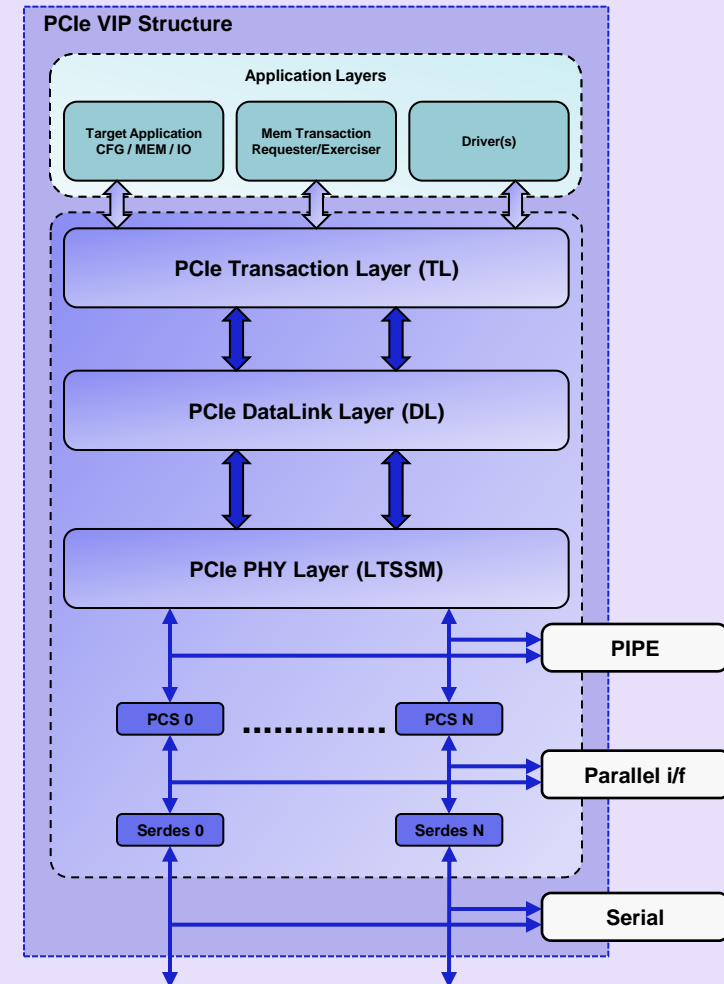 PCIe VIP Structure
Application Layers
Target Application
CFG / MEM / IO
Mem Transaction
Requester/Exerciser
Driver(s)
PCIe Transaction Layer (TL)
PCIe DataLink Layer (DL)
PCIe PHY Layer (LTSSM)
PIPE
PCS 0
PCS N
Parallel i/f
Serdes 0
Serdes N
Serial